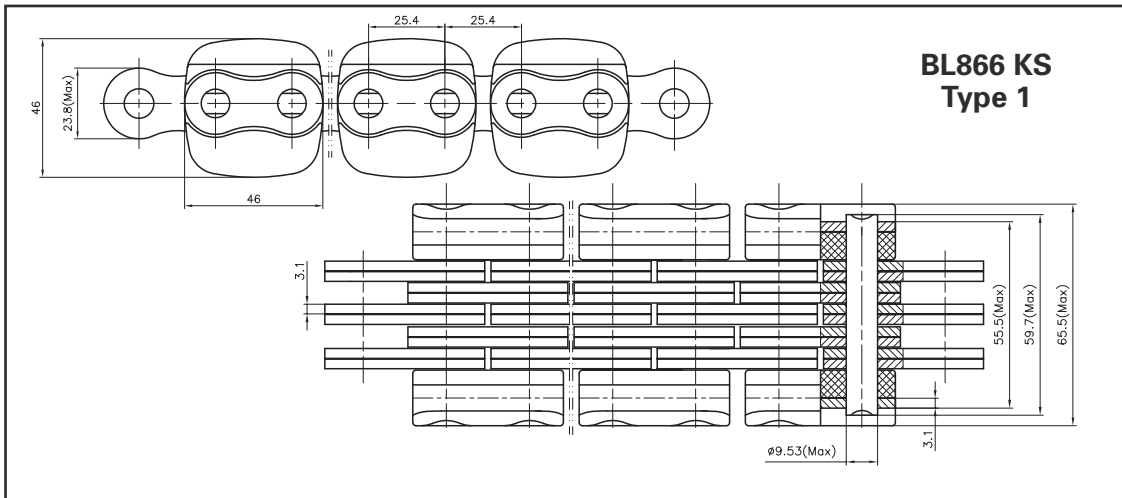 25.4
25.4
BL866 KS
Type 1
46
23.8(Max)
46
3.1
55.5(Max)
59.7(Max)
65.5(Max)
3.1
ø9.53(Max)